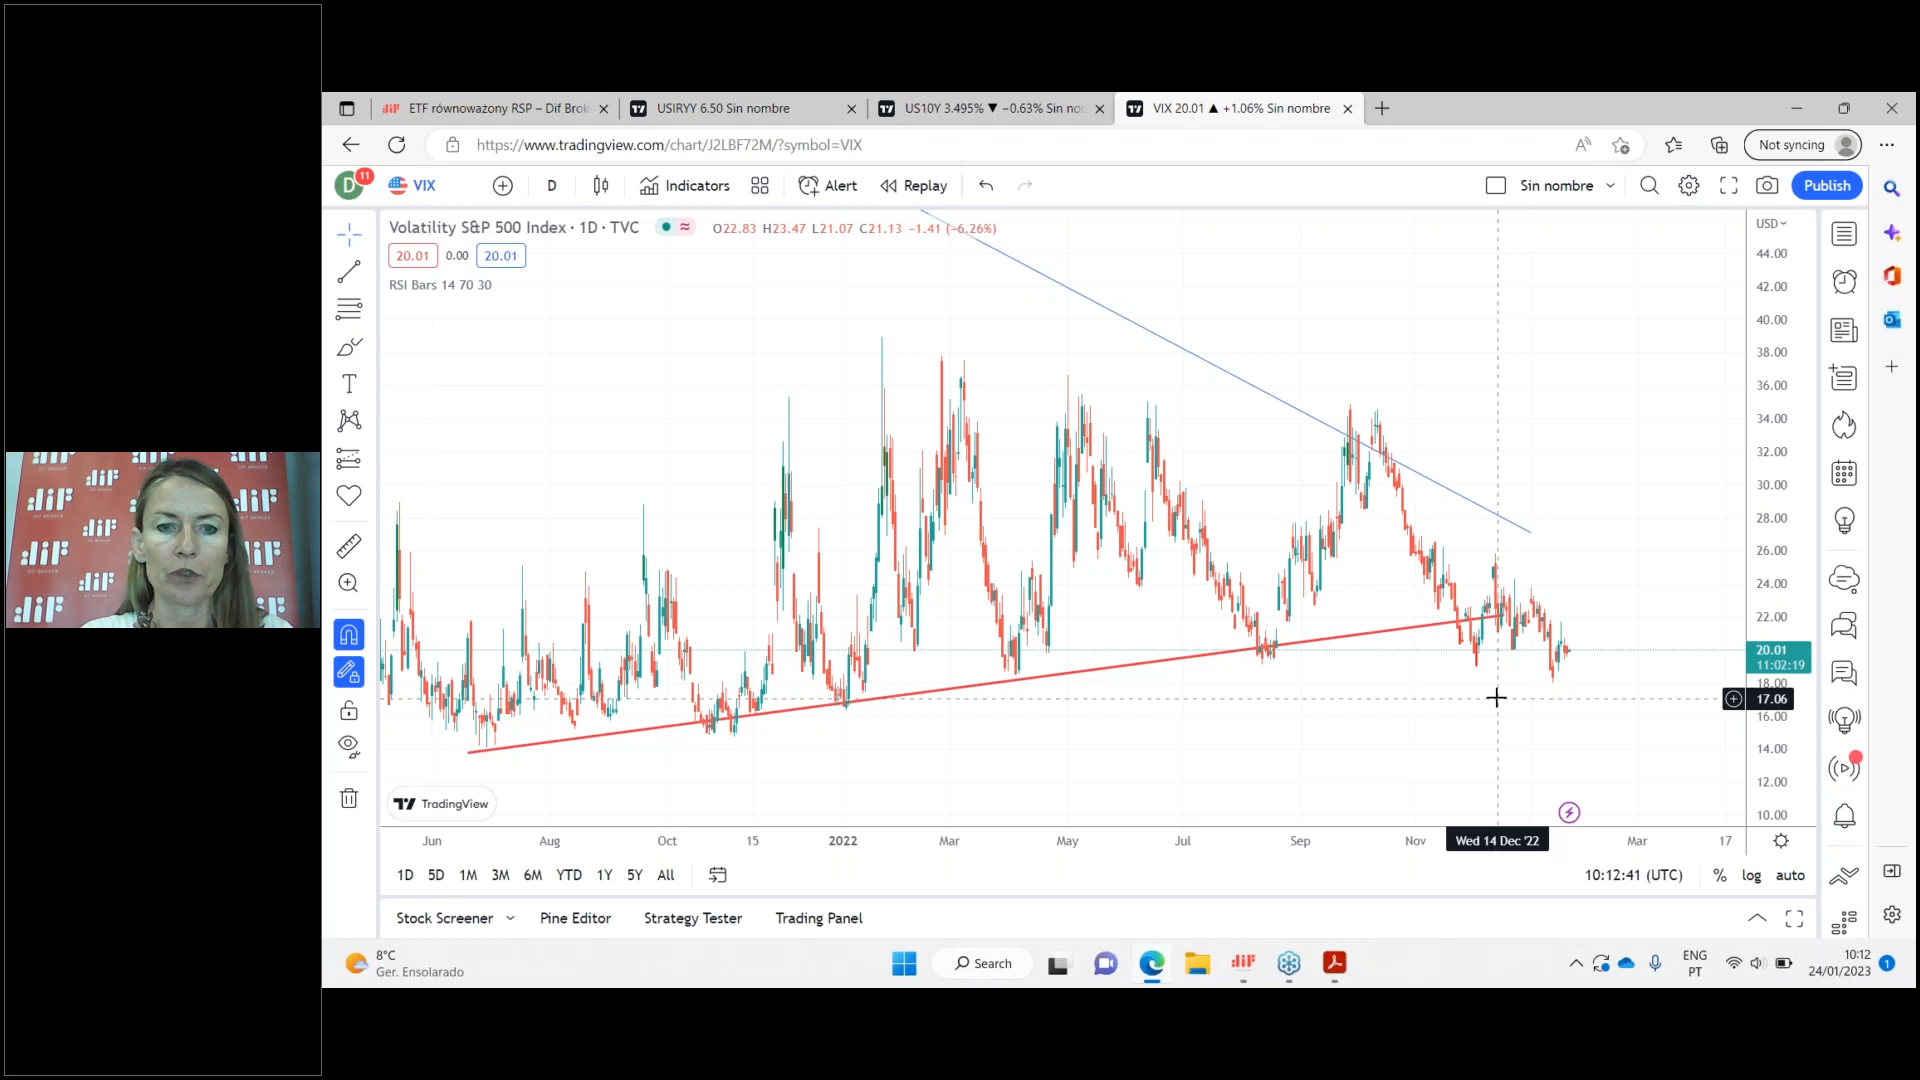 ETF równoważony RSP – Dif Brok
USIRYY 6.50 Sin nombre
US10Y 3.495% ▼ −0.63% Sin no
VIX 20.01 ▲ +1.06% Sin nombre
https://www.tradingview.com/chart/J2LBF72M/?symbol=VIX
Not syncing
D
11
VIX
D
Indicators
Alert
Replay
Sin nombre
Publish
Volatility S&P 500 Index · 1D · TVC
O22.83 H23.47 L21.07 C21.13 −1.41 (−6.26%)
USD
20.01
0.00
20.01
RSI Bars 14 70 30
44.00
42.00
40.00
38.00
36.00
34.00
32.00
30.00
28.00
26.00
24.00
22.00
20.01
11:02:19
18.00
17.06
16.00
14.00
12.00
10.00
TradingView
Jun
Aug
Oct
15
2022
Mar
May
Jul
Sep
Nov
Wed 14 Dec '22
Mar
17
1D 5D 1M 3M 6M YTD 1Y 5Y All
10:12:41 (UTC)
% log auto
Stock Screener
Pine Editor
Strategy Tester
Trading Panel
8°C
Ger. Ensolarado
Search
ENG
PT
10:12
24/01/2023
1
diF
DIF BROKER